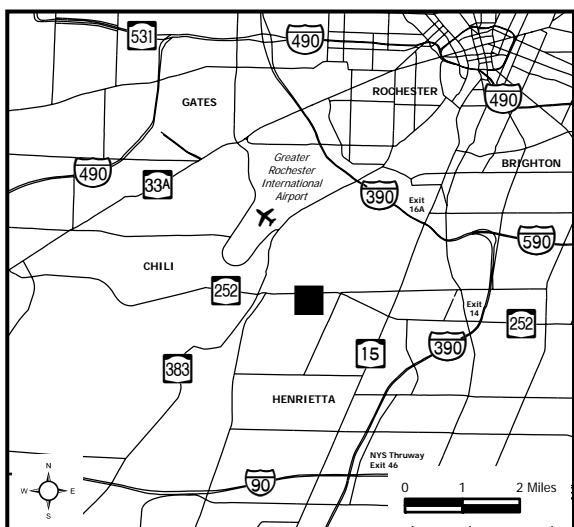 531
490
GATES
ROCHESTER
490
490
33A
Greater
Rochester
International
Airport
BRIGHTON
390
Exit
16A
590
CHILI
252
Exit
14
252
15
390
383
HENRIETTA
NYS Thruway
Exit 46
90
N
W
E
S
0 1 2 Miles